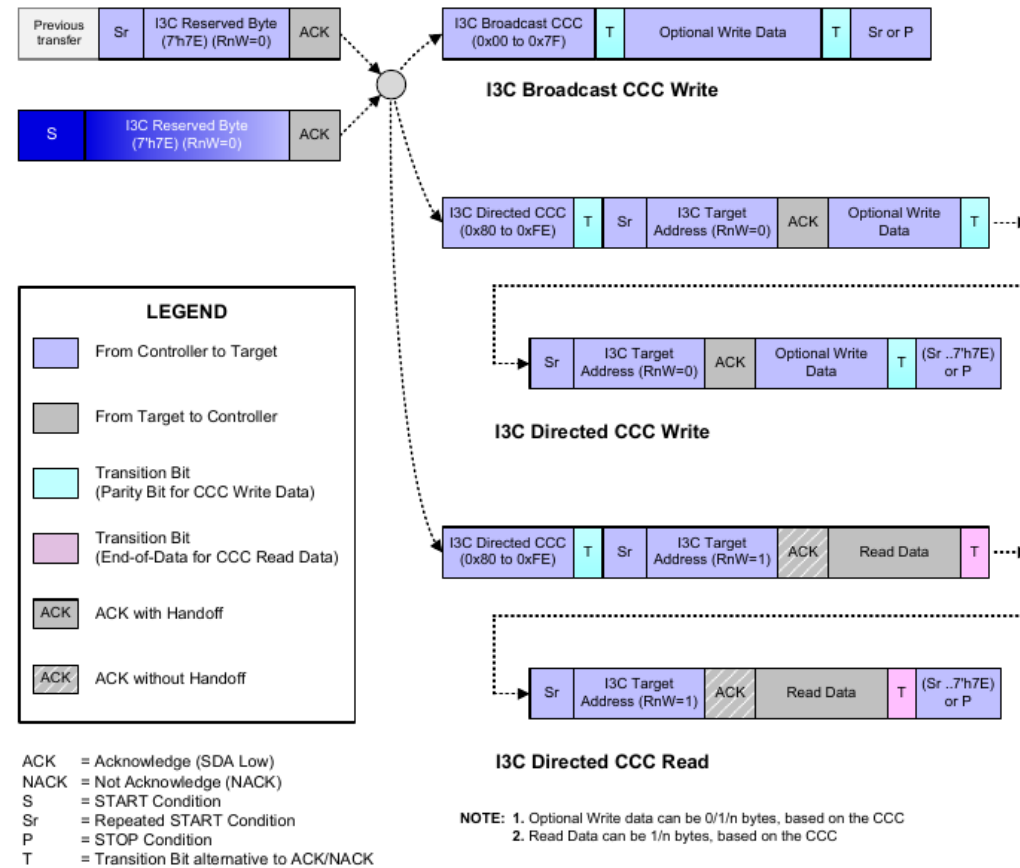 Previous
transfer
Sr
I3C Reserved Byte
(7'h7E) (RnW=0)
ACK
I3C Broadcast CCC
(0x00 to 0x7F)
T
Optional Write Data
T
Sr or P
I3C Broadcast CCC Write
S
I3C Reserved Byte
(7'h7E) (RnW=0)
ACK
I3C Directed CCC
(0x80 to 0xFE)
T
Sr
I3C Target
Address (RnW=0)
ACK
Optional Write
Data
T
Sr
I3C Target
Address (RnW=0)
ACK
Optional Write
Data
T
(Sr ..7'h7E)
or P
I3C Directed CCC Write
I3C Directed CCC
(0x80 to 0xFE)
T
Sr
I3C Target
Address (RnW=1)
ACK
Read Data
T
Sr
I3C Target
Address (RnW=1)
ACK
Read Data
T
(Sr ..7'h7E)
or P
I3C Directed CCC Read
LEGEND
From Controller to Target
From Target to Controller
Transition Bit
(Parity Bit for CCC Write Data)
Transition Bit
(End-of-Data for CCC Read Data)
ACK ACK with Handoff
ACK ACK without Handoff
ACK = Acknowledge (SDA Low)
NACK = Not Acknowledge (NACK)
S = START Condition
Sr = Repeated START Condition
P = STOP Condition
T = Transition Bit alternative to ACK/NACK
NOTE: 1. Optional Write data can be 0/1/n bytes, based on the CCC
2. Read Data can be 1/n bytes, based on the CCC